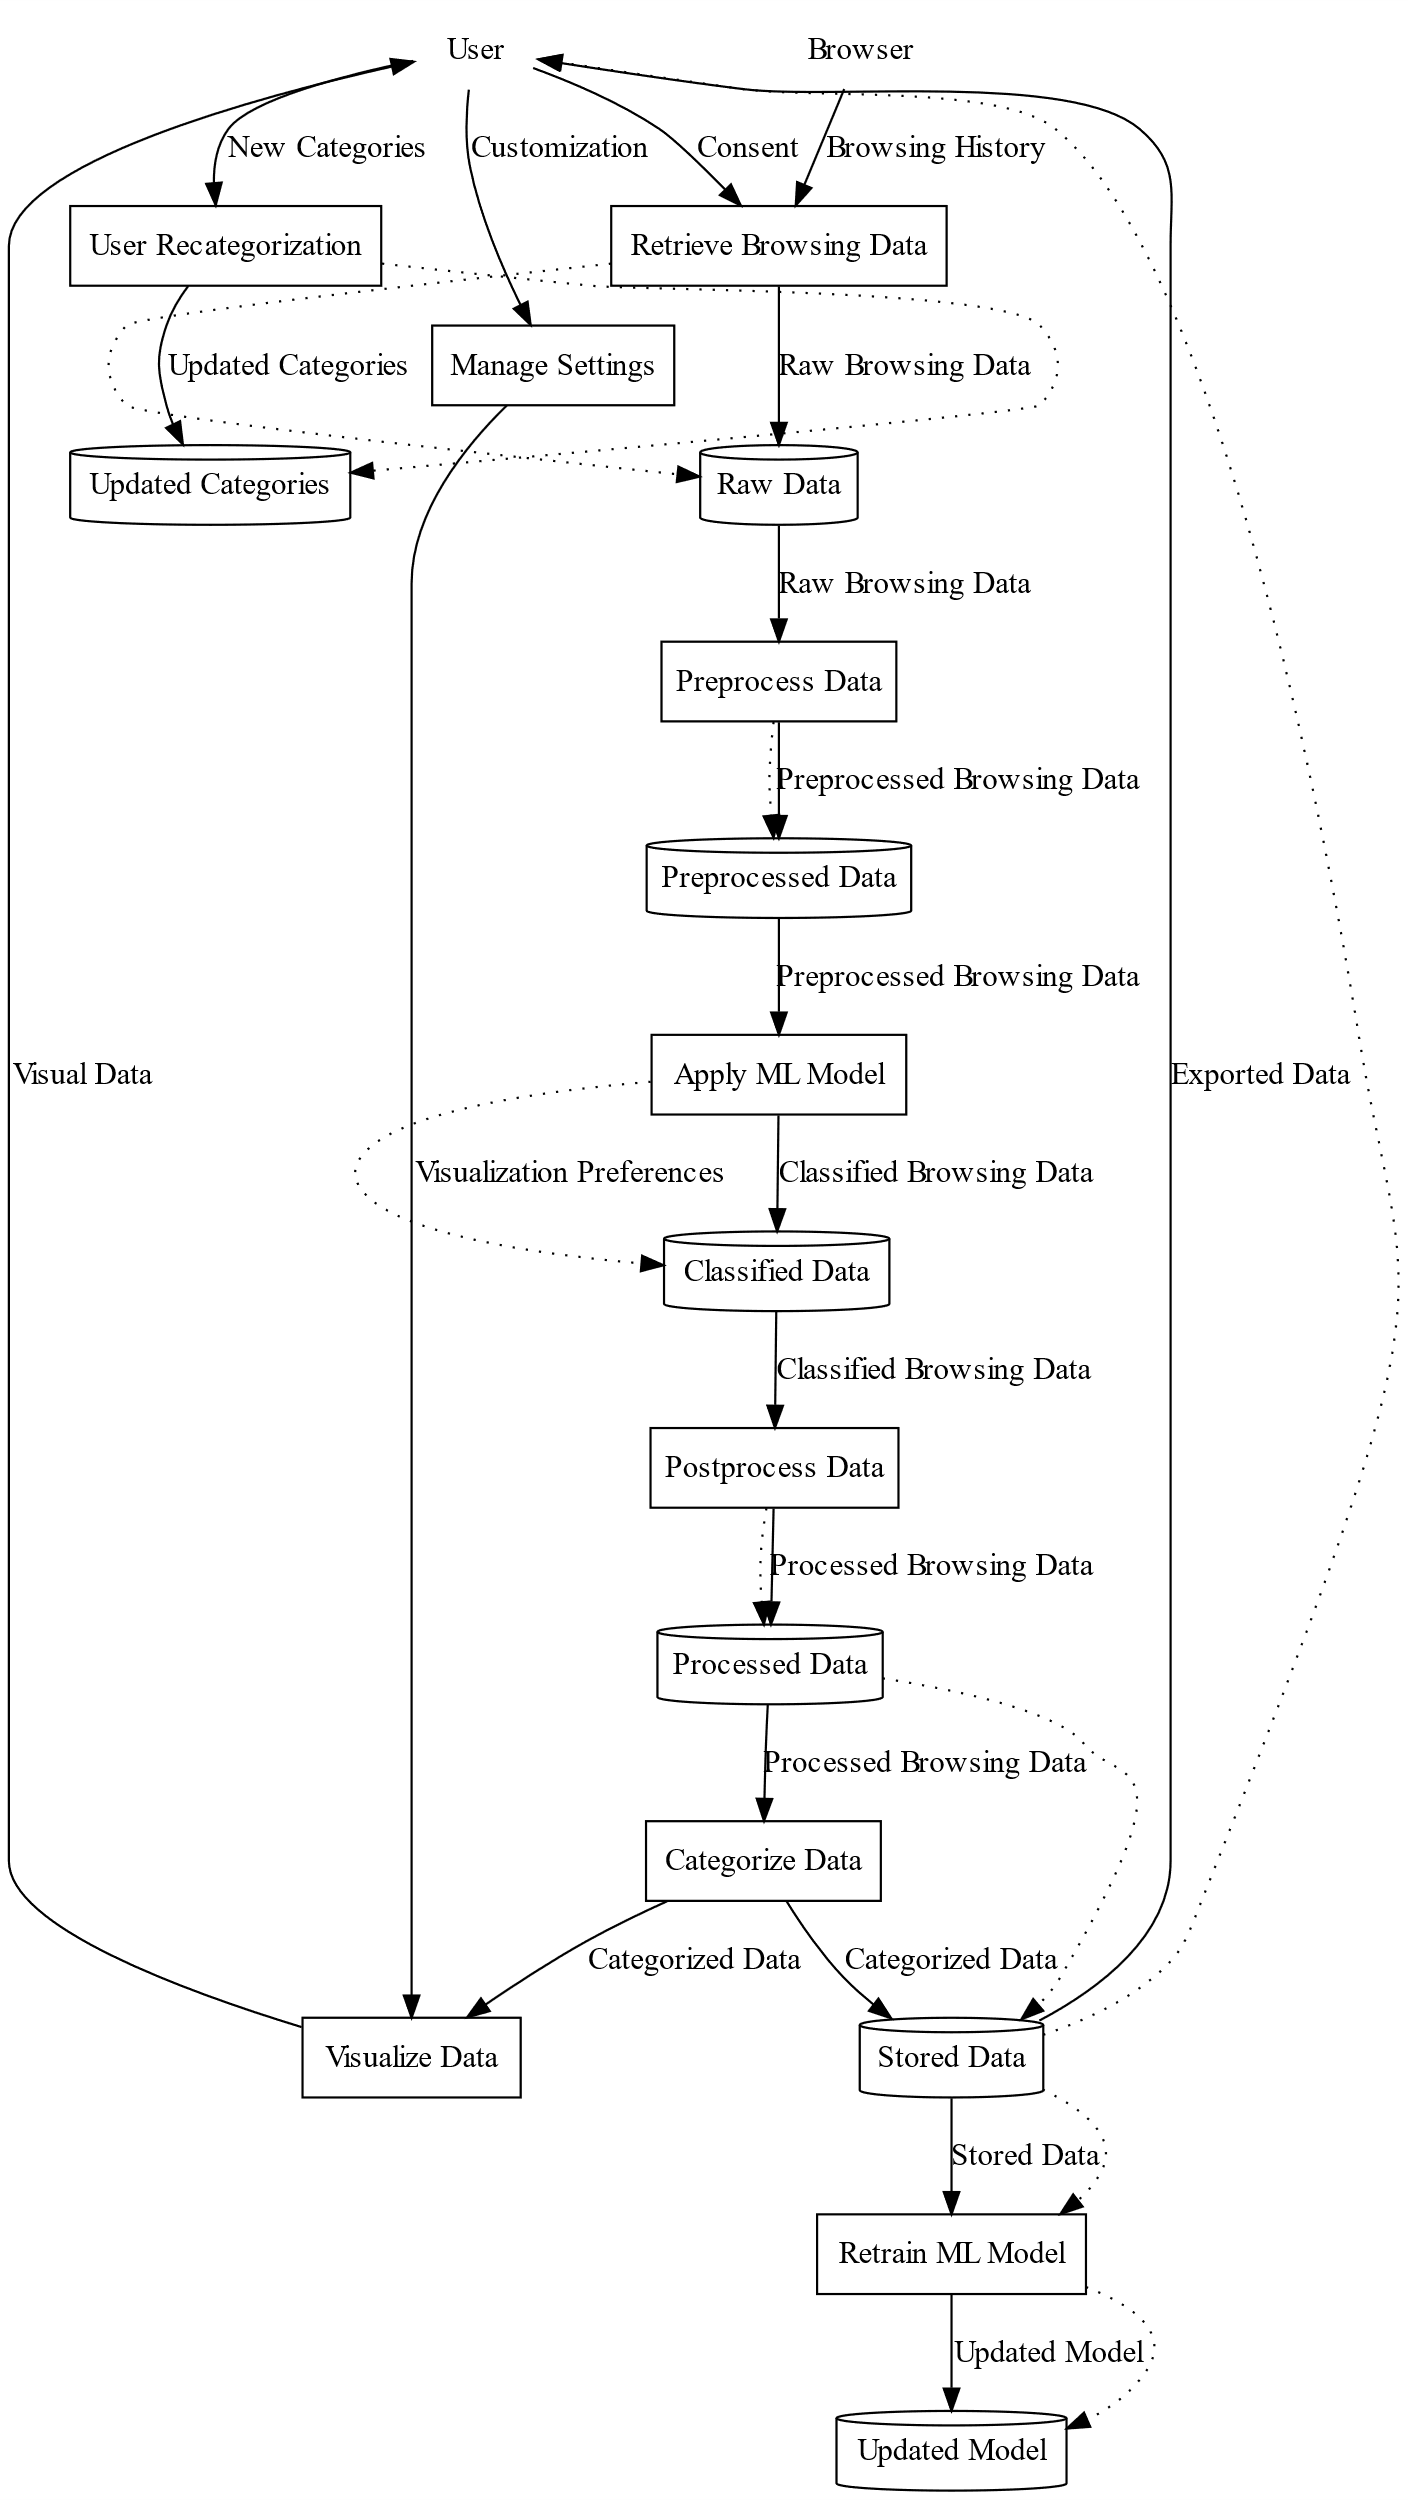 User
Browser
New Categories
Customization
Consent
Browsing History
User Recategorization
Retrieve Browsing Data
Updated Categories
Manage Settings
Raw Browsing Data
Updated Categories
Raw Data
Raw Browsing Data
Preprocess Data
Preprocessed Browsing Data
Preprocessed Data
Preprocessed Browsing Data
Visual Data
Apply ML Model
Exported Data
Visualization Preferences
Classified Browsing Data
Classified Data
Classified Browsing Data
Postprocess Data
Processed Browsing Data
Processed Data
Processed Browsing Data
Categorize Data
Categorized Data
Categorized Data
Visualize Data
Stored Data
Stored Data
Retrain ML Model
Updated Model
Updated Model